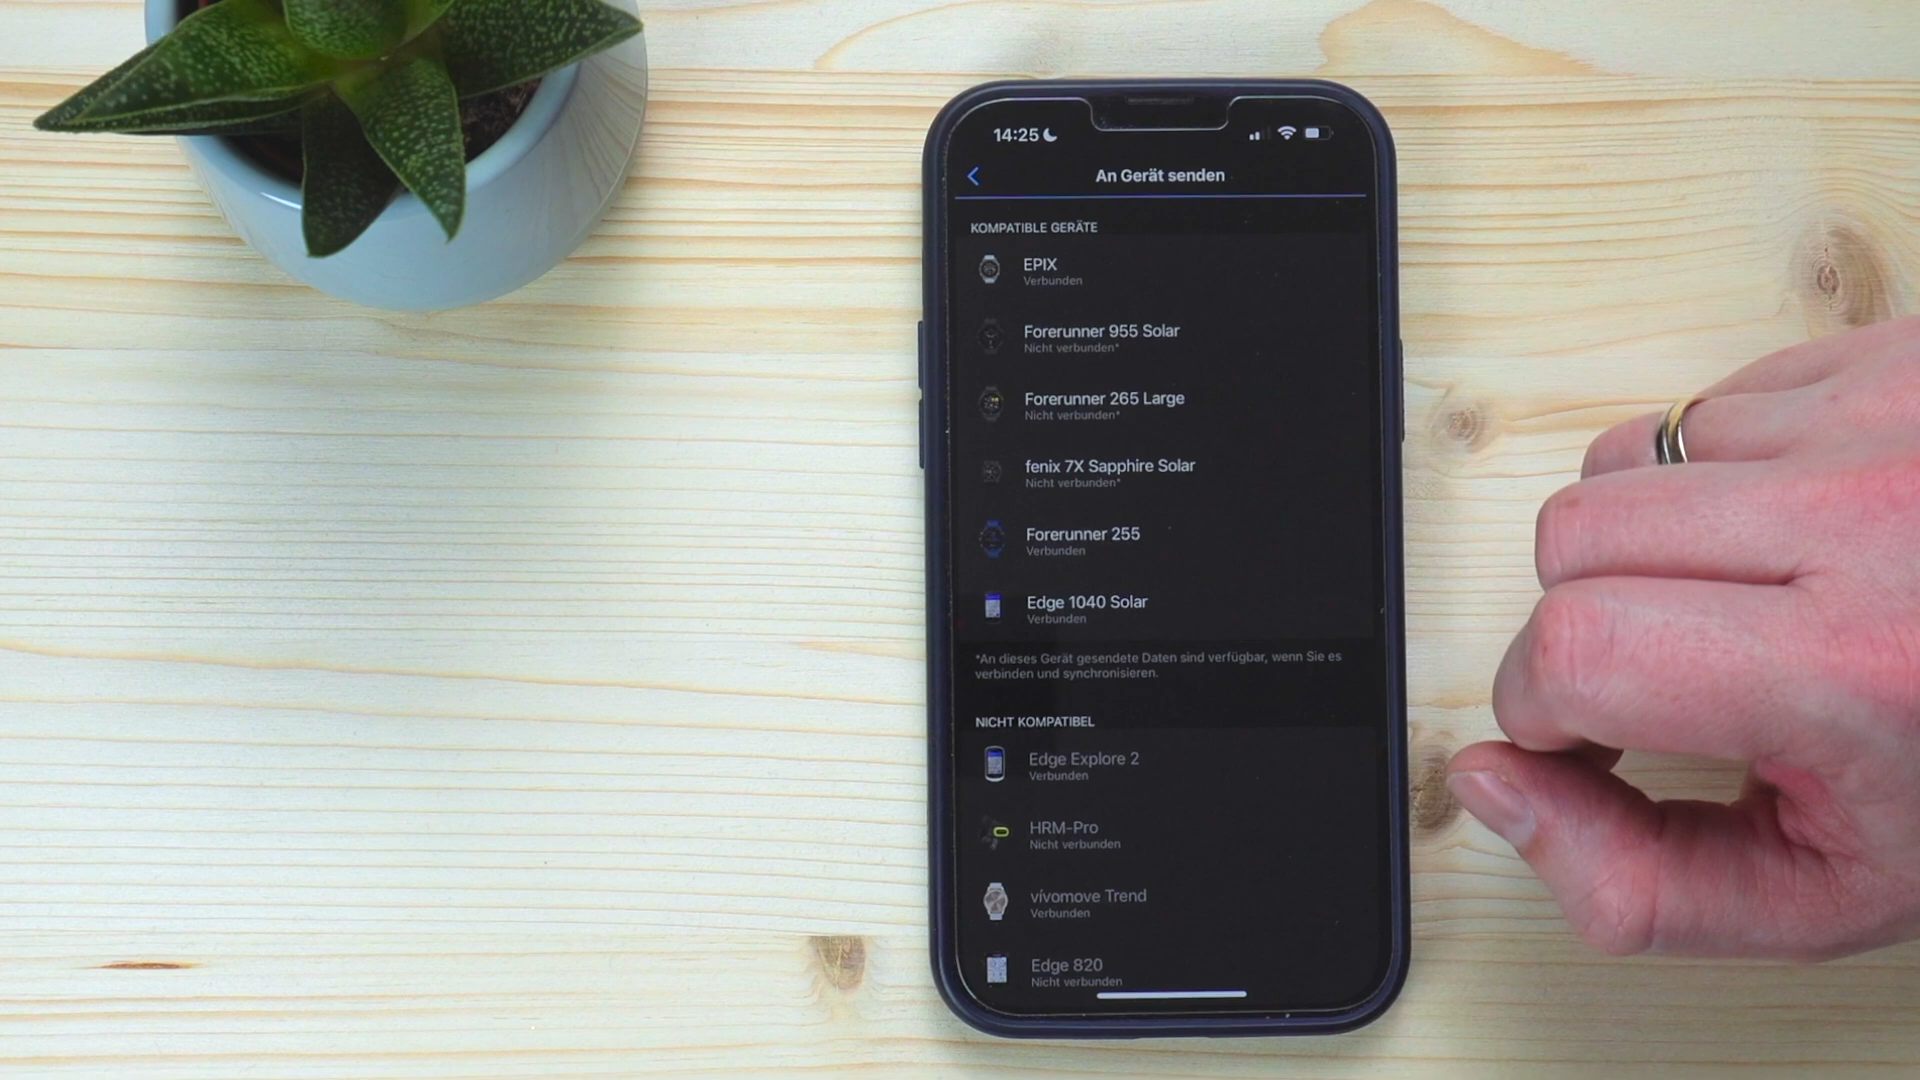 14:25
An Gerät senden
KOMPATIBLE GERÄTE
EPIX
Verbunden
Forerunner 955 Solar
Nicht verbunden*
Forerunner 265 Large
Nicht verbunden*
fenix 7X Sapphire Solar
Nicht verbunden*
Forerunner 255
Verbunden
Edge 1040 Solar
Verbunden
*An dieses Gerät gesendete Daten sind verfügbar, wenn Sie es
verbinden und synchronisieren.
NICHT KOMPATIBEL
Edge Explore 2
Verbunden
HRM-Pro
Nicht verbunden
vívomove Trend
Verbunden
Edge 820
Nicht verbunden